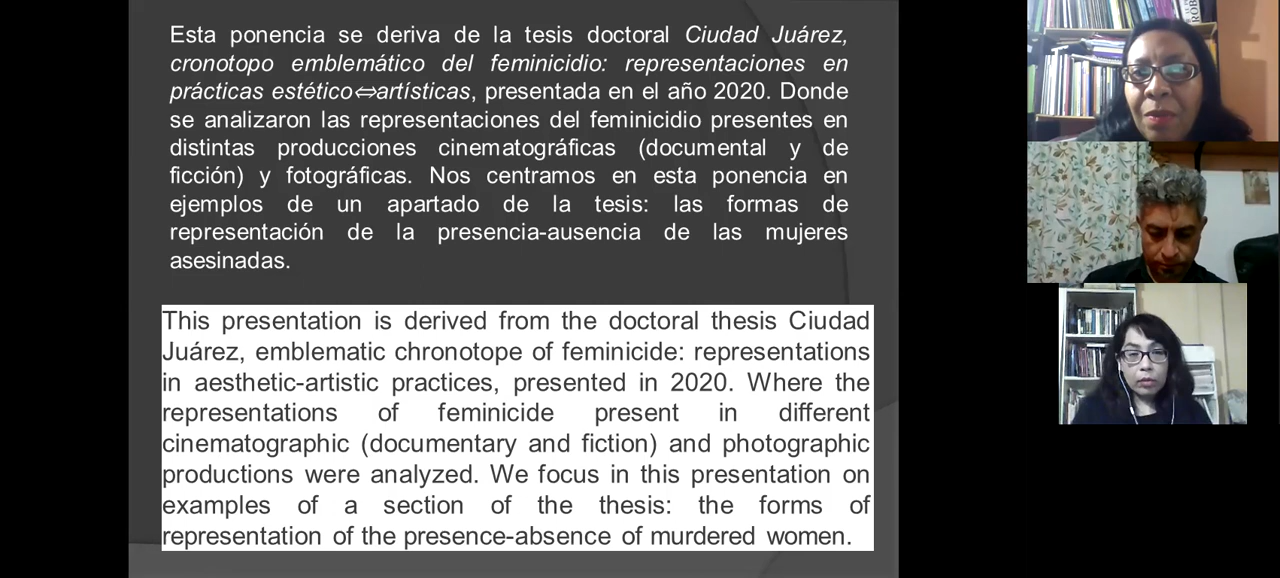 Esta ponencia se deriva de la tesis doctoral Ciudad Juárez,
cronotopo emblemático del feminicidio: representaciones en
prácticas estético⇔artísticas, presentada en el año 2020. Donde
se analizaron las representaciones del feminicidio presentes en
distintas producciones cinematográficas (documental y de
ficción) y fotográficas. Nos centramos en esta ponencia en
ejemplos de un apartado de la tesis: las formas de
representación de la presencia-ausencia de las mujeres
asesinadas.
This presentation is derived from the doctoral thesis Ciudad
Juárez, emblematic chronotope of feminicide: representations
in aesthetic-artistic practices, presented in 2020. Where the
representations of feminicide present in different
cinematographic (documentary and fiction) and photographic
productions were analyzed. We focus in this presentation on
examples of a section of the thesis: the forms of
representation of the presence-absence of murdered women.